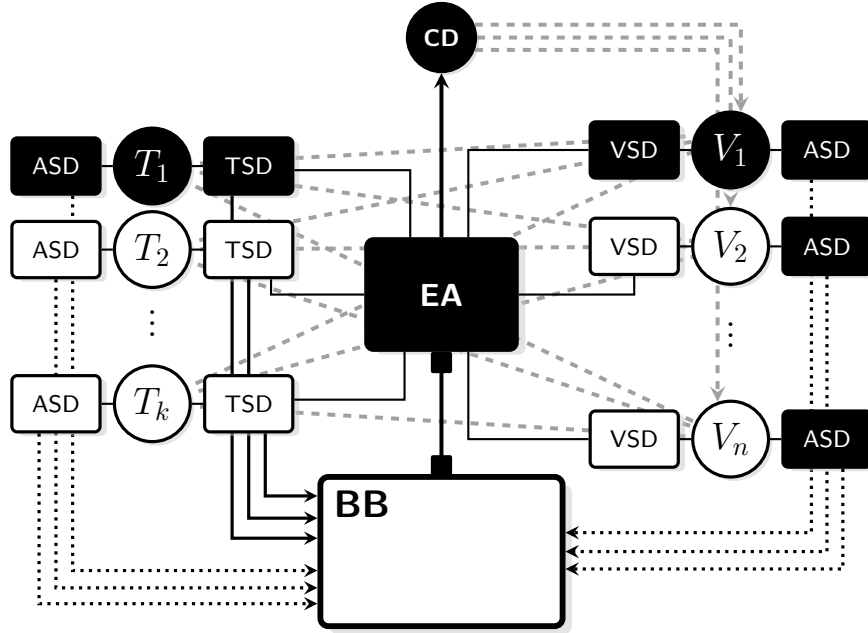 CD
ASD T₁ TSD VSD V₁ ASD
ASD T₂ TSD VSD V₂ ASD
EA
⋮ ⋮
ASD Tₖ TSD VSD Vₙ ASD
BB